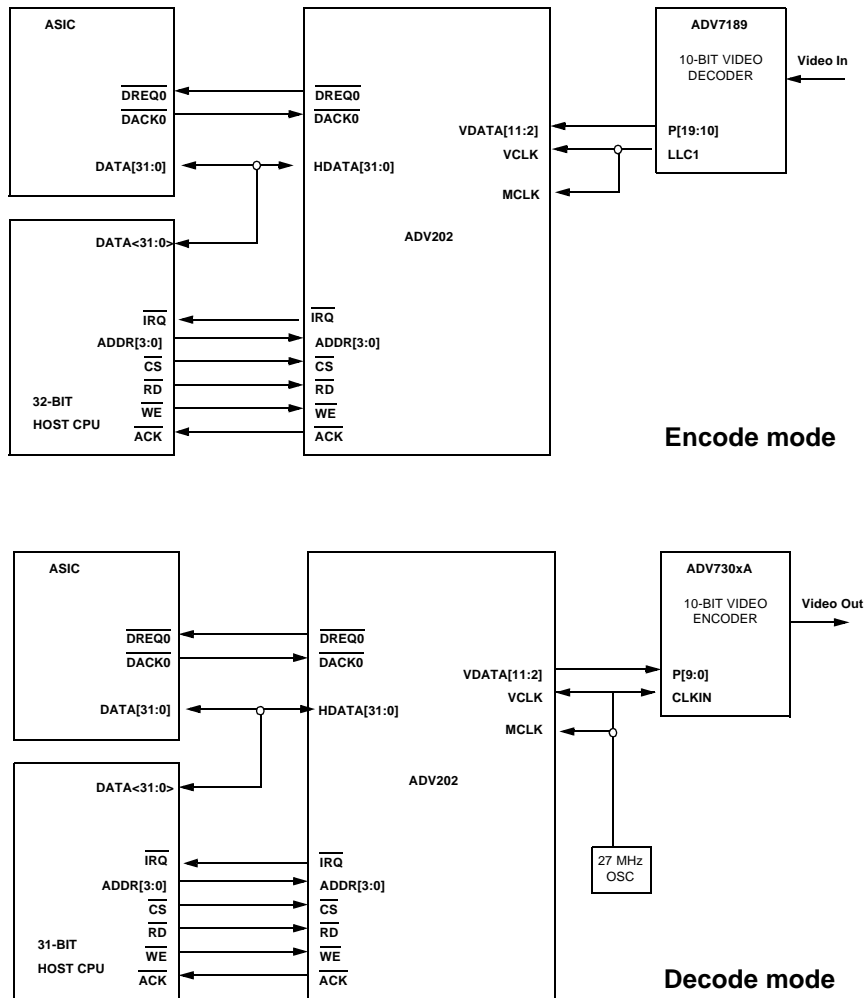 ASIC
DREQ0
DACK0
DATA[31:0]
DATA<31:0>
IRQ
ADDR[3:0]
CS
RD
WE
ACK
32-BIT
HOST CPU
DREQ0
DACK0
HDATA[31:0]
IRQ
ADDR[3:0]
CS
RD
WE
ACK
ADV202
VDATA[11:2]
VCLK
MCLK
ADV7189
10-BIT VIDEO
DECODER
P[19:10]
LLC1
Video In
Encode mode
ASIC
DREQ0
DACK0
DATA[31:0]
DATA<31:0>
IRQ
ADDR[3:0]
CS
RD
WE
ACK
31-BIT
HOST CPU
DREQ0
DACK0
HDATA[31:0]
IRQ
ADDR[3:0]
CS
RD
WE
ACK
ADV202
VDATA[11:2]
VCLK
MCLK
ADV730xA
10-BIT VIDEO
ENCODER
P[9:0]
CLKIN
Video Out
27 MHz
OSC
Decode mode